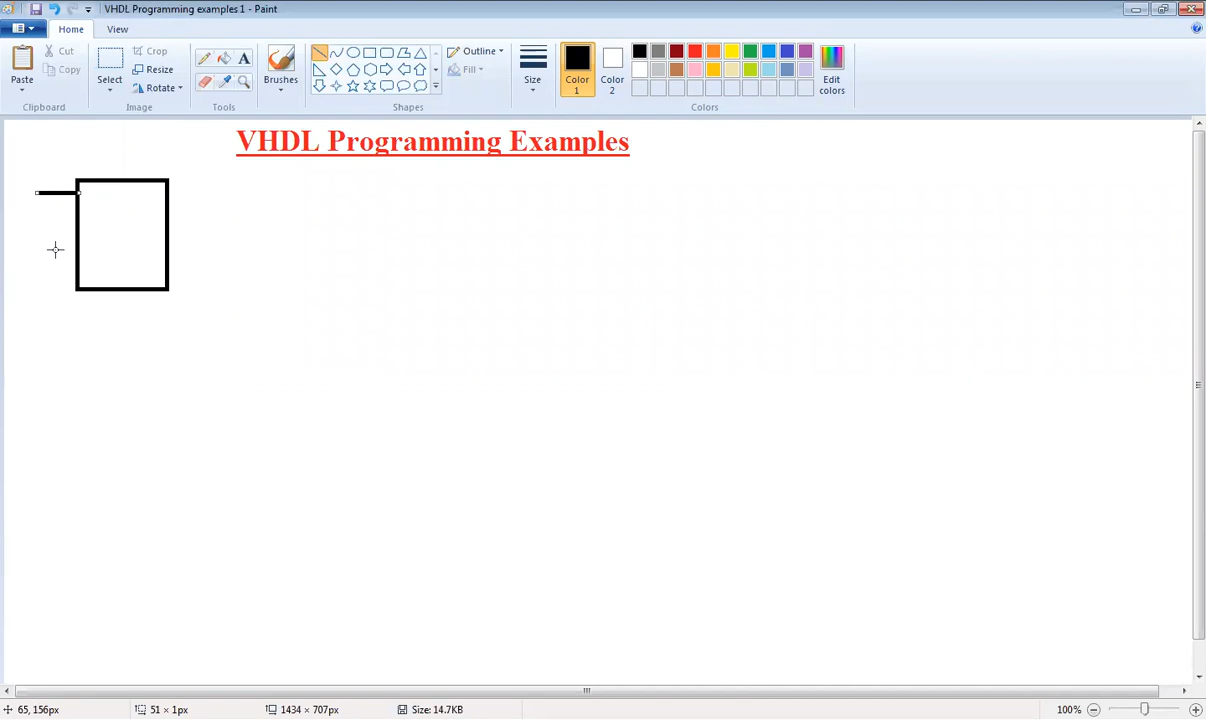 VHDL Programming examples 1 - Paint
Home
View
Paste
Cut
Copy
Clipboard
Select
Crop
Resize
Rotate
Image
A
Tools
Brushes
Outline
Fill
Shapes
Size
Color 1
Color 2
Edit colors
Colors
VHDL Programming Examples
65, 156px
51 × 1px
1434 × 707px
Size: 14.7KB
100%